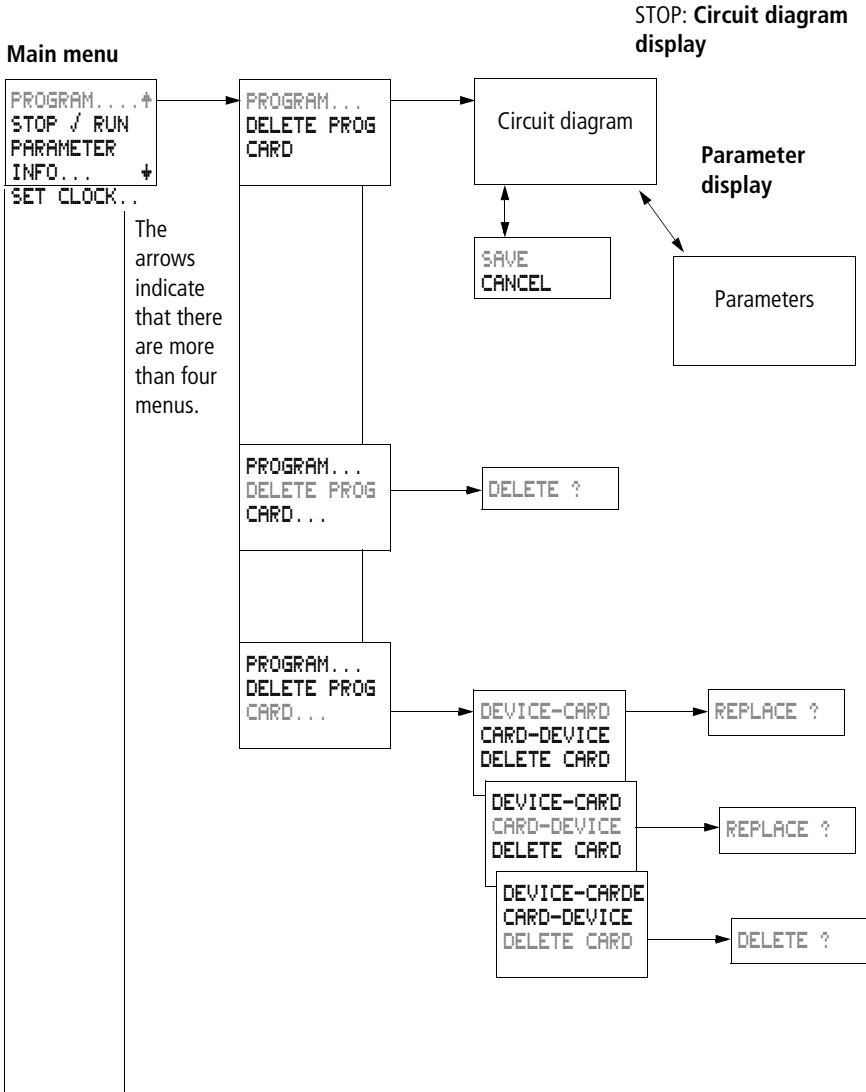 STOP: Circuit diagram
display
Main menu
PROGRAM....↑
STOP √ RUN
PARAMETER
INFO... ↓
SET CLOCK..
The
arrows
indicate
that there
are more
than four
menus.
PROGRAM...
DELETE PROG
CARD
Circuit diagram
SAVE
CANCEL
Parameter
display
Parameters
PROGRAM...
DELETE PROG
CARD...
DELETE ?
PROGRAM...
DELETE PROG
CARD...
DEVICE-CARD
CARD-DEVICE
DELETE CARD
REPLACE ?
DEVICE-CARD
CARD-DEVICE
DELETE CARD
REPLACE ?
DEVICE-CARDE
CARD-DEVICE
DELETE CARD
DELETE ?